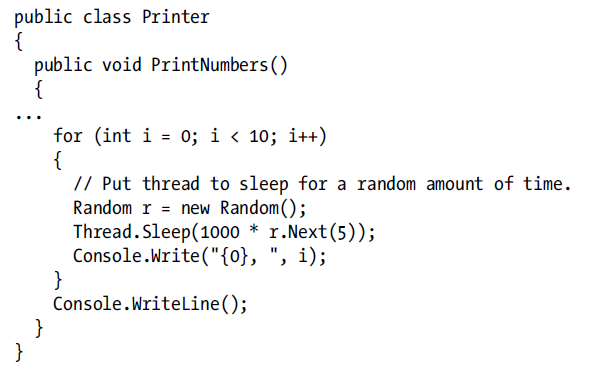 public class Printer
{
  public void PrintNumbers()
  {
...
    for (int i = 0; i < 10; i++)
    {
      // Put thread to sleep for a random amount of time.
      Random r = new Random();
      Thread.Sleep(1000 * r.Next(5));
      Console.Write("{0}, ", i);
    }
    Console.WriteLine();
  }
}